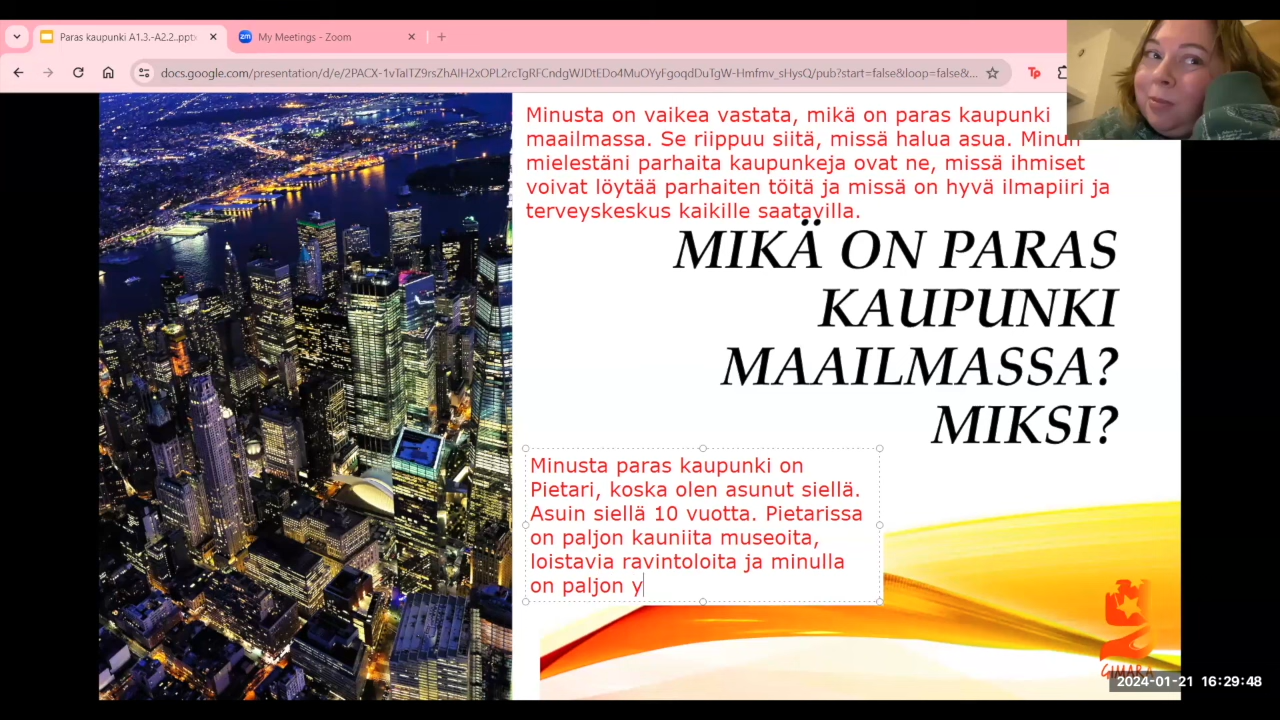 Paras kaupunki A1.3.-A2.2..pptx
My Meetings - Zoom
docs.google.com/presentation/d/e/2PACX-1vTaITZ9rsZhAIH2xOPL2rcTgRFCndgWJDtEDo4MuOYyFgoqdDuTgW-Hmfmv_sHysQ/pub?start=false&loop=false&...
Minusta on vaikea vastata, mikä on paras kaupunki
maailmassa. Se riippuu siitä, missä halua asua. Minun
mielestäni parhaita kaupunkeja ovat ne, missä ihmiset
voivat löytää parhaiten töitä ja missä on hyvä ilmapiiri ja
terveyskeskus kaikille saatavilla.
MIKÄ ON PARAS
KAUPUNKI
MAAILMASSA?
MIKSI?
Minusta paras kaupunki on
Pietari, koska olen asunut siellä.
Asuin siellä 10 vuotta. Pietarissa
on paljon kauniita museoita,
loistavia ravintoloita ja minulla
on paljon y
GIMARA
2024-01-21 16:29:48